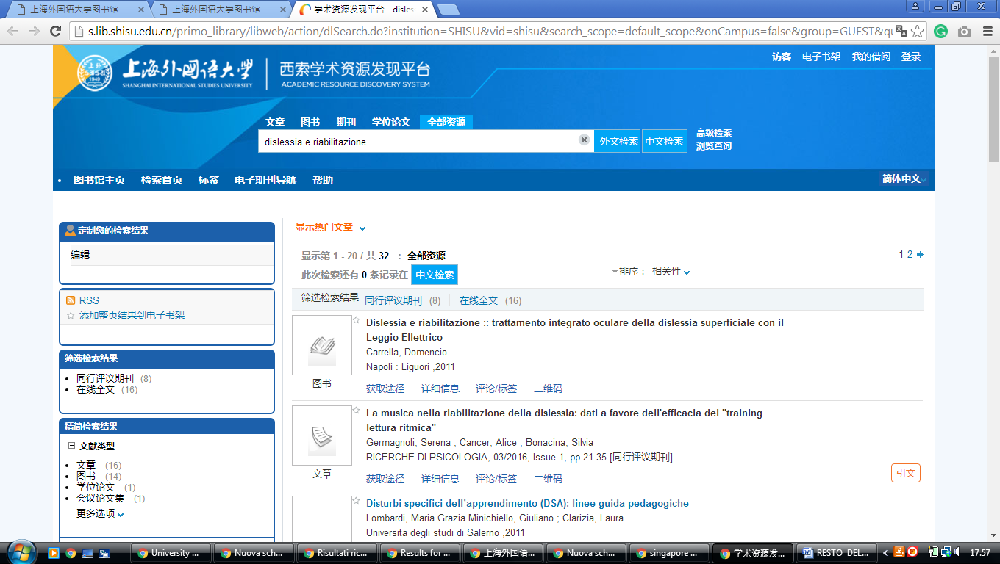 上海外国语大学图书馆
上海外国语大学图书馆
学术资源发现平台 - disles
s.lib.shisu.edu.cn/primo_library/libweb/action/dlSearch.do?institution=SHISU&vid=shisu&search_scope=default_scope&onCampus=false&group=GUEST&qu
访客 电子书架 我的借阅 登录
上海外国语大学
SHANGHAI INTERNATIONAL STUDIES UNIVERSITY
西索学术资源发现平台
ACADEMIC RESOURCE DISCOVERY SYSTEM
文章 图书 期刊 学位论文 全部资源
dislessia e riabilitazione
外文检索 中文检索
高级检索
浏览查询
图书馆主页 检索首页 标签 电子期刊导航 帮助
简体中文
定制您的检索结果
编辑
RSS
添加整页结果到电子书架
筛选检索结果
同行评议期刊 (8)
在线全文 (16)
精简检索结果
文献类型
文章 (16)
图书 (14)
学位论文 (1)
会议论文集 (1)
更多选项
显示热门文章
显示第 1 - 20 / 共 32 : 全部资源
1 2
此次检索还有 0 条记录在 中文检索
排序： 相关性
筛选检索结果 同行评议期刊 (8) 在线全文 (16)
Dislessia e riabilitazione :: trattamento integrato oculare della dislessia superficiale con il
Leggio Ellettrico
Carrella, Domencio.
Napoli : Liguori ,2011
图书
获取途径 详细信息 评论/标签 二维码
La musica nella riabilitazione della dislessia: dati a favore dell'efficacia del "training
lettura ritmica"
Germagnoli, Serena ; Cancer, Alice ; Bonacina, Silvia
RICERCHE DI PSICOLOGIA, 03/2016, Issue 1, pp.21-35 [同行评议期刊]
文章
引文
获取途径 详细信息 评论/标签 二维码
Disturbi specifici dell'apprendimento (DSA): linee guida pedagogiche
Lombardi, Maria Grazia Minichiello, Giuliano ; Clarizia, Laura
Universita degli studi di Salerno ,2011
University ...
Nuova sch...
Risultati ric...
Results for ...
上海外国语...
Nuova sch...
singapore ...
学术资源发...
RESTO DEL...
17.57